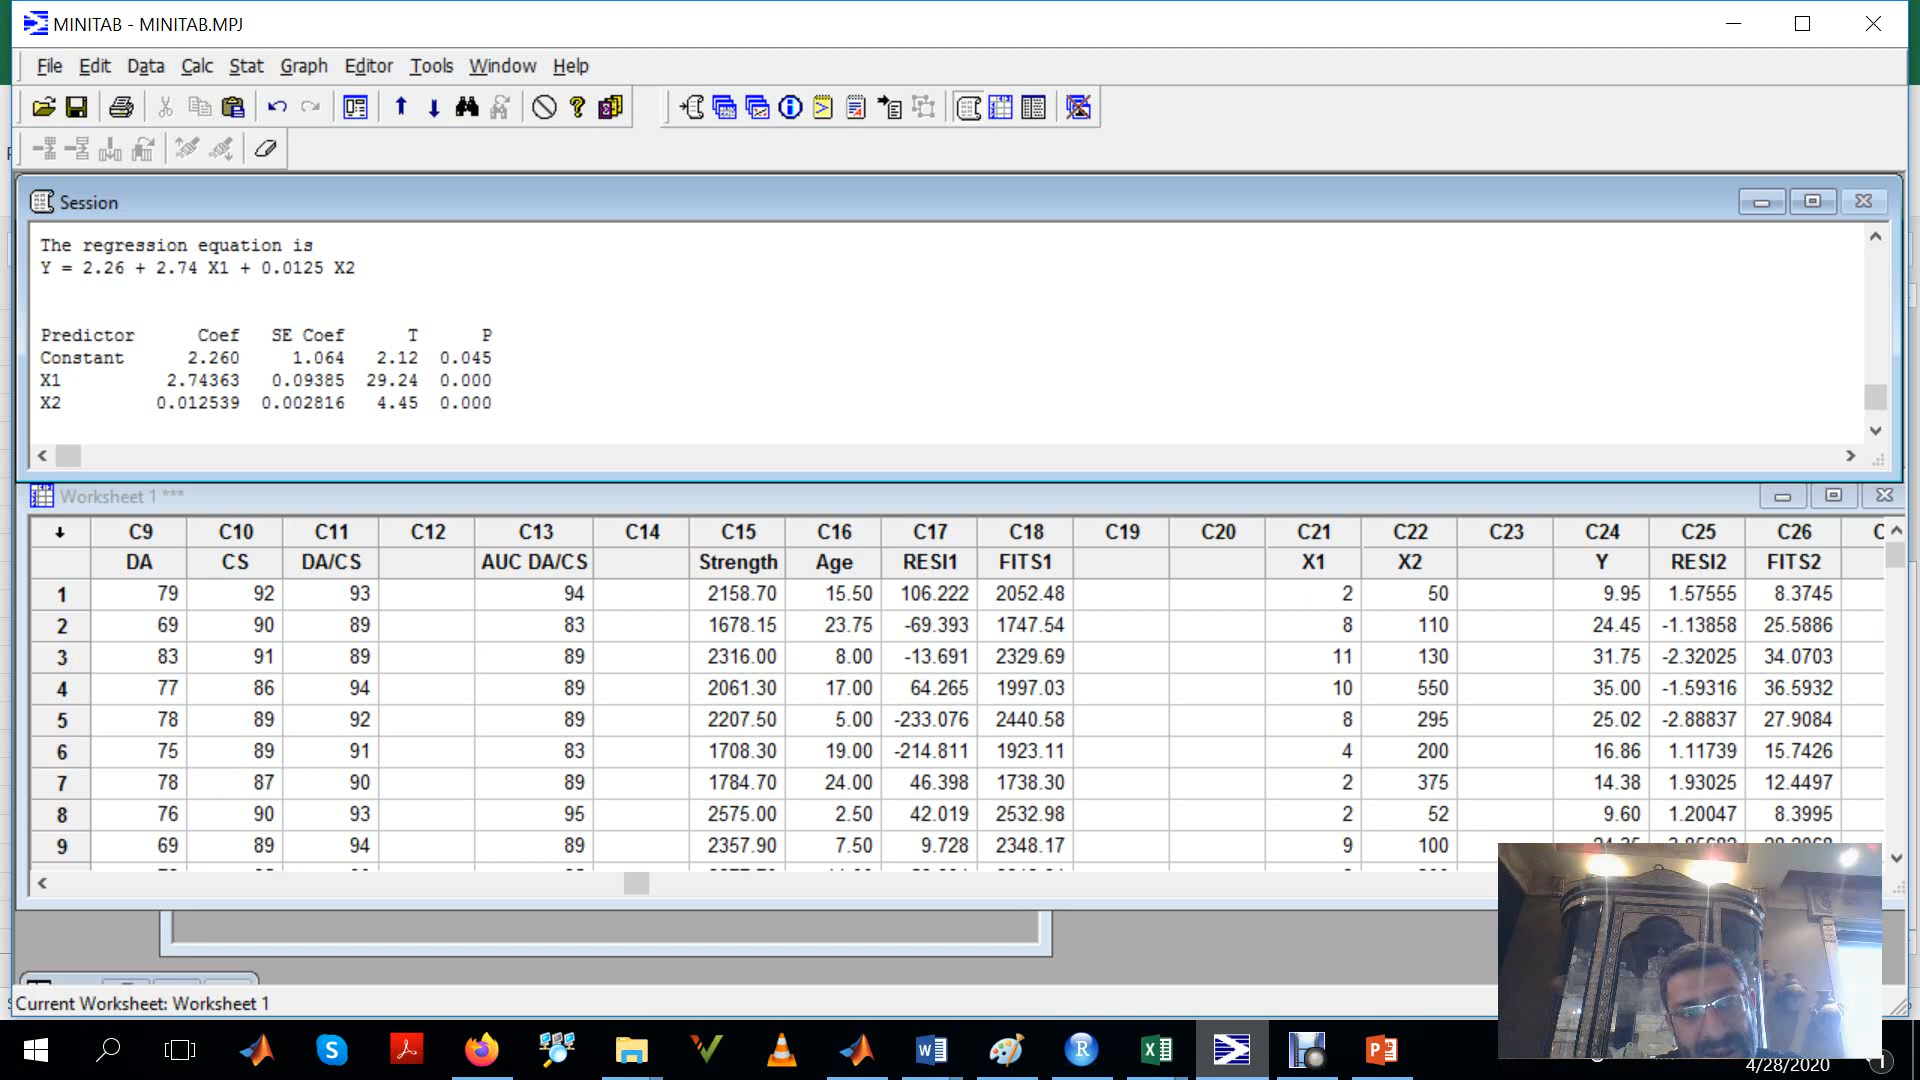 MINITAB - MINITAB.MPJ
File Edit Data Calc Stat Graph Editor Tools Window Help
Session
The regression equation is
Y = 2.26 + 2.74 X1 + 0.0125 X2
Predictor Coef SE Coef T P
Constant 2.260 1.064 2.12 0.045
X1 2.74363 0.09385 29.24 0.000
X2 0.012539 0.002816 4.45 0.000
Worksheet 1 ***
C9 C10 C11 C12 C13 C14 C15 C16 C17 C18 C19 C20 C21 C22 C23 C24 C25 C26
DA CS DA/CS AUC DA/CS Strength Age RESI1 FITS1 X1 X2 Y RESI2 FITS2
1 79 92 93 94 2158.70 15.50 106.222 2052.48 2 50 9.95 1.57555 8.3745
2 69 90 89 83 1678.15 23.75 -69.393 1747.54 8 110 24.45 -1.13858 25.5886
3 83 91 89 89 2316.00 8.00 -13.691 2329.69 11 130 31.75 -2.32025 34.0703
4 77 86 94 89 2061.30 17.00 64.265 1997.03 10 550 35.00 -1.59316 36.5932
5 78 89 92 89 2207.50 5.00 -233.076 2440.58 8 295 25.02 -2.88837 27.9084
6 75 89 91 83 1708.30 19.00 -214.811 1923.11 4 200 16.86 1.11739 15.7426
7 78 87 90 89 1784.70 24.00 46.398 1738.30 2 375 14.38 1.93025 12.4497
8 76 90 93 95 2575.00 2.50 42.019 2532.98 2 52 9.60 1.20047 8.3995
9 69 89 94 89 2357.90 7.50 9.728 2348.17 9 100
Current Worksheet: Worksheet 1
4/28/2020